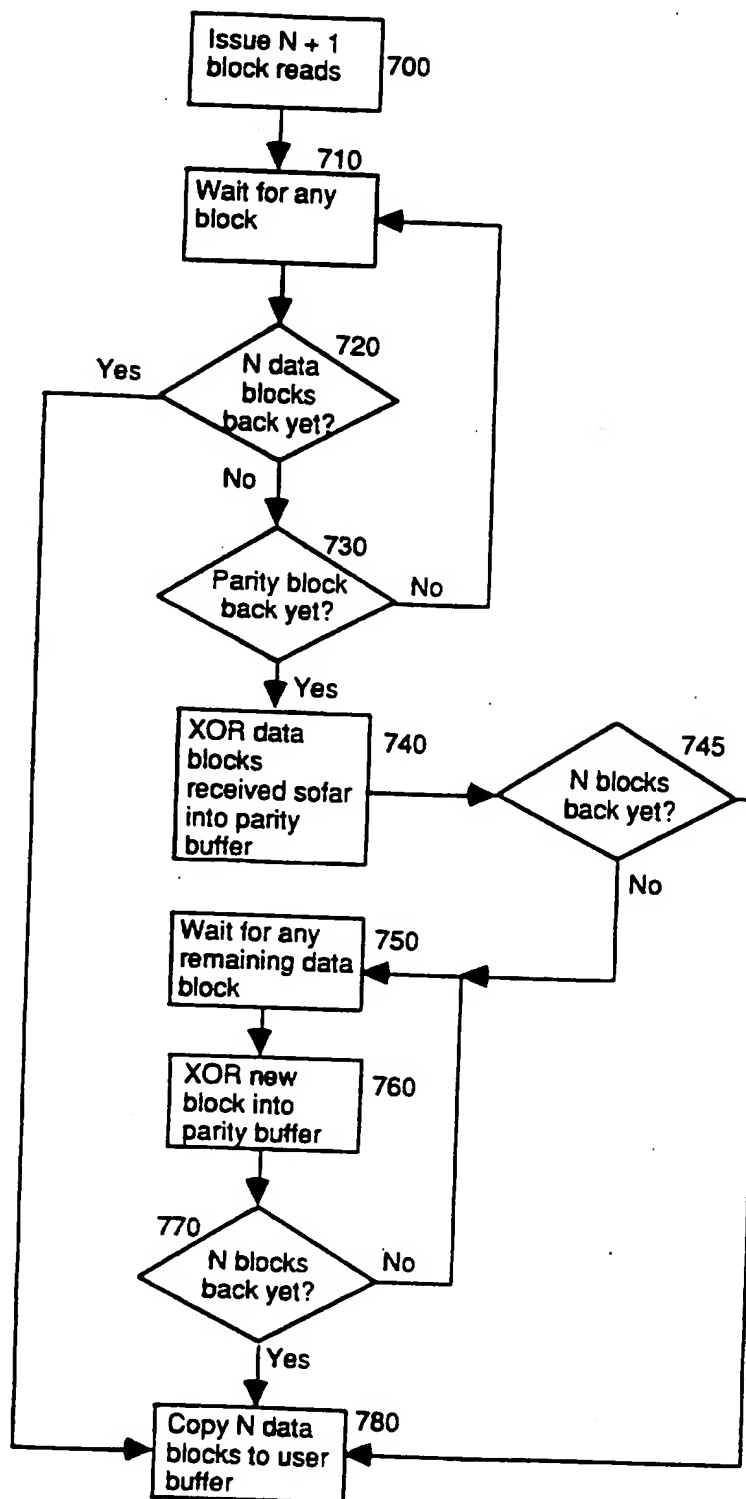 Issue N + 1
block reads
700
710
Wait for any
block
720
Yes
N data
blocks
back yet?
No
730
Parity block
back yet?
No
Yes
XOR data
blocks
received sofar
into parity
buffer
740
745
N blocks
back yet?
No
Wait for any
remaining data
block
750
XOR new
block into
parity buffer
760
770
N blocks
back yet?
No
Yes
Copy N data
blocks to user
buffer
780